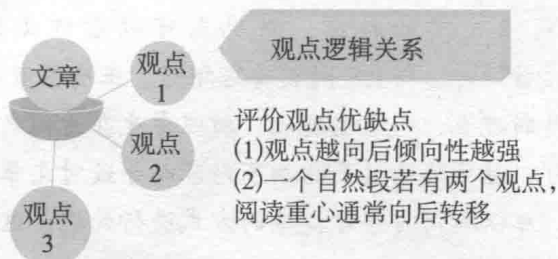 文章
观点
1
观点
2
观点
3
观点逻辑关系
评价观点优缺点
(1)观点越向后倾向性越强
(2)一个自然段若有两个观点，
阅读重心通常向后转移